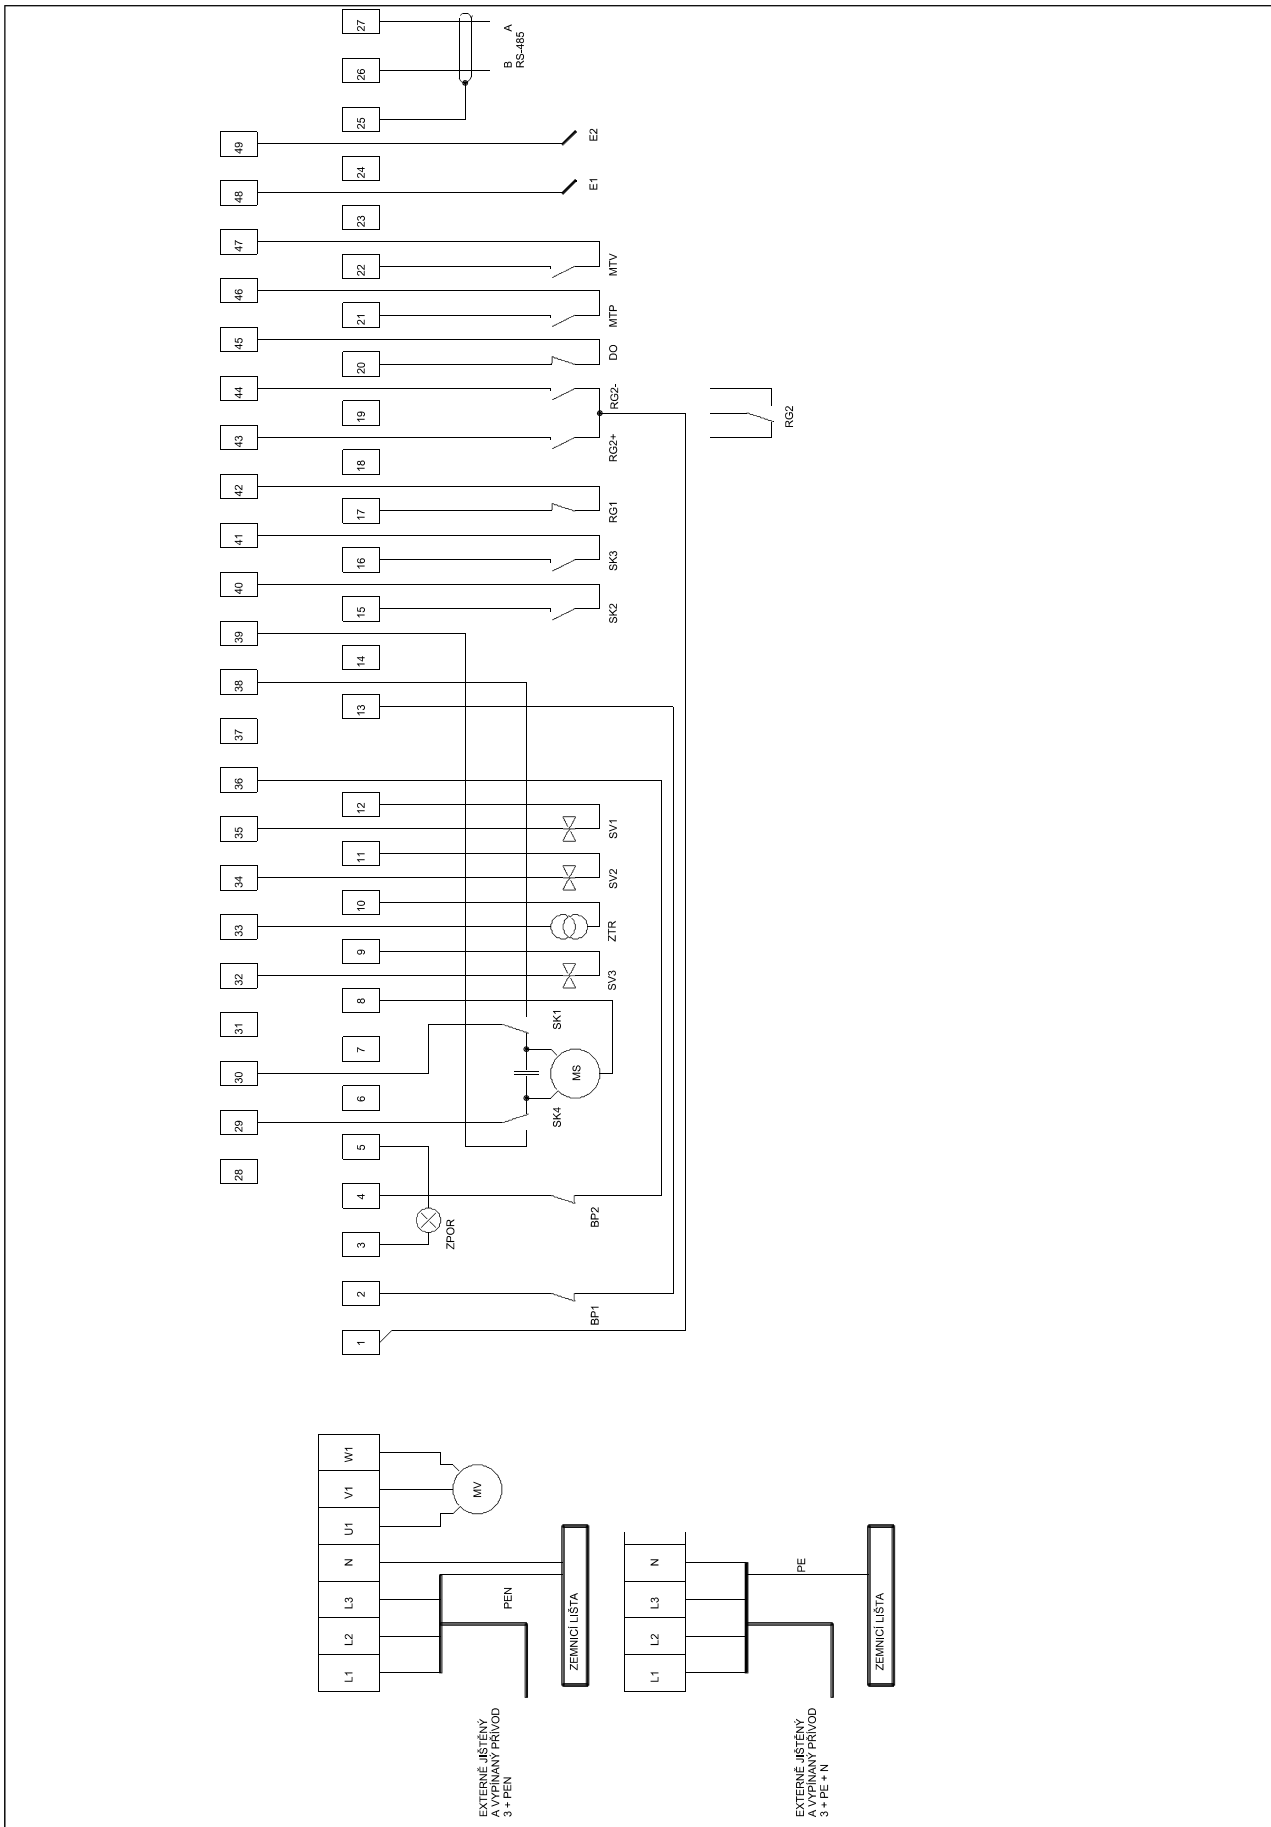 27
A
26
B
RS-485
25
49
E2
24
48
E1
23
47
22
MTV
46
21
MTP
45
20
DO
44
RG2-
19
RG2
43
RG2+
18
42
17
RG1
41
16
SK3
40
15
SK2
39
14
38
13
37
36
12
35
SV1
11
34
SV2
10
33
ZTR
9
32
SV3
8
31
SK1
7
30
MS
6
29
SK4
5
28
4
BP2
ZPOR
3
2
BP1
1
W1
V1
MV
U1
N
L3
L2
L1
PEN
ZEMNICÍ LIŠTA
EXTERNĚ JIŠTĚNÝ
A VYPÍNANÝ PŘÍVOD
3 + PEN
N
L3
L2
L1
PE
ZEMNICÍ LIŠTA
EXTERNĚ JIŠTĚNÝ
A VYPÍNANÝ PŘÍVOD
3 + PE + N